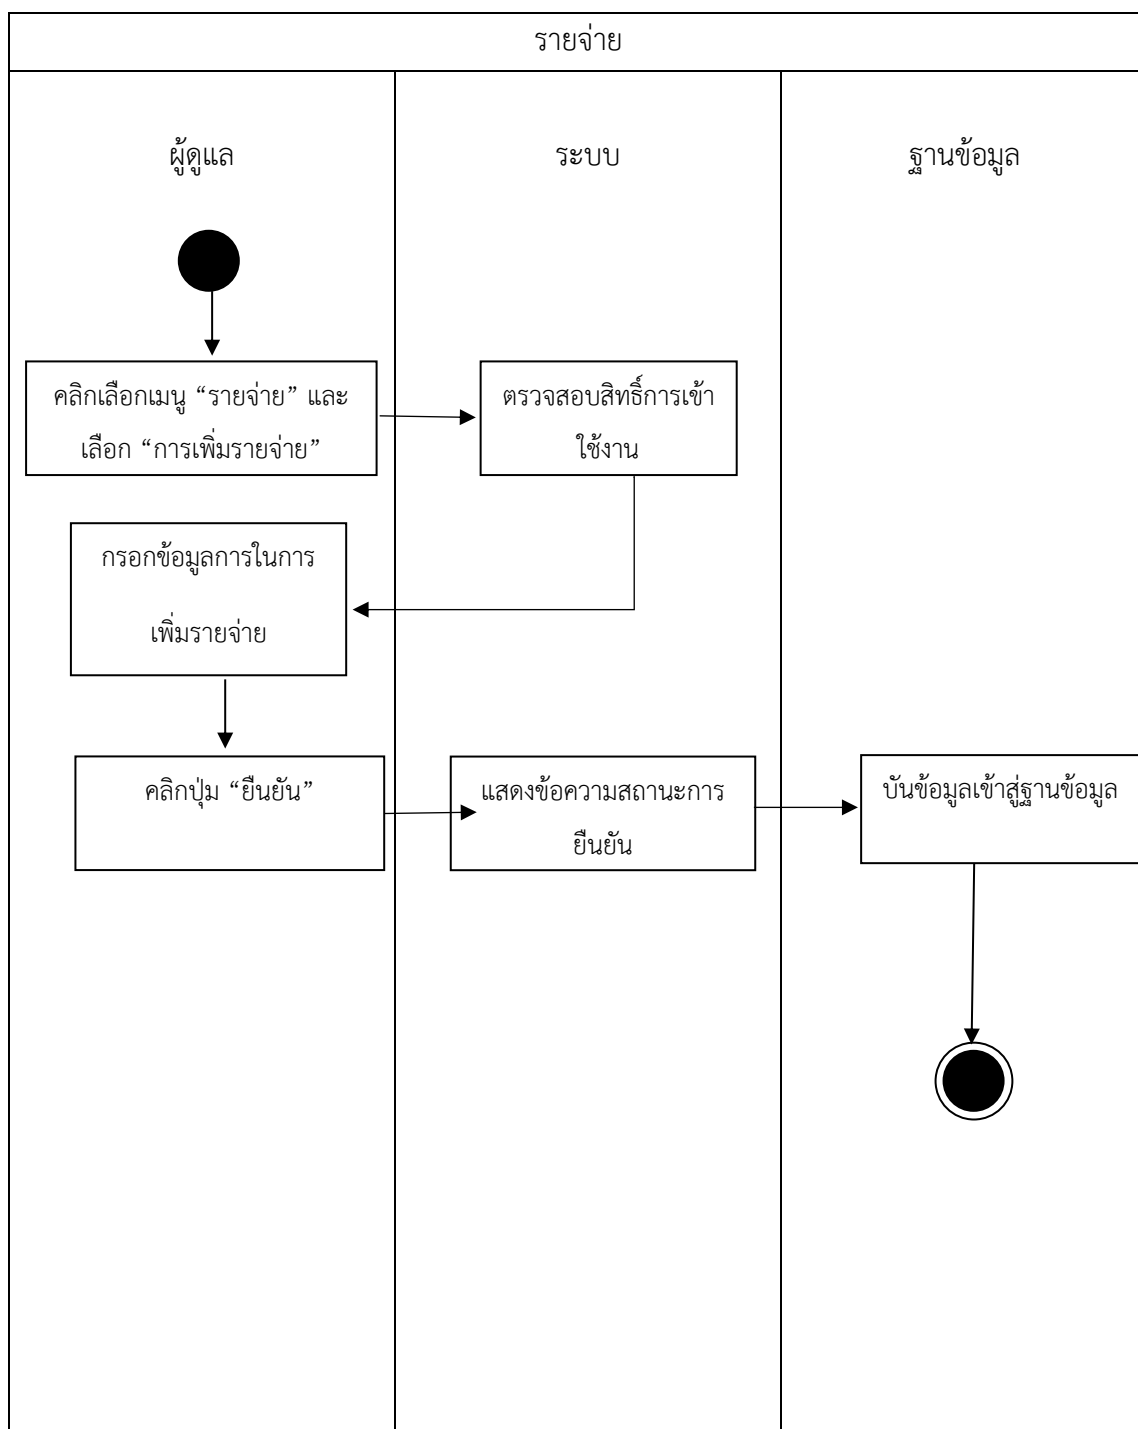 รายจ่าย
ผู้ดูแล
ระบบ
ฐานข้อมูล
คลิกเลือกเมนู “รายจ่าย” และ
เลือก “การเพิ่มรายจ่าย”
ตรวจสอบสิทธิ์การเข้า
ใช้งาน
กรอกข้อมูลการในการ
เพิ่มรายจ่าย
คลิกปุ่ม “ยืนยัน”
แสดงข้อความสถานะการ
ยืนยัน
บันข้อมูลเข้าสู่ฐานข้อมูล